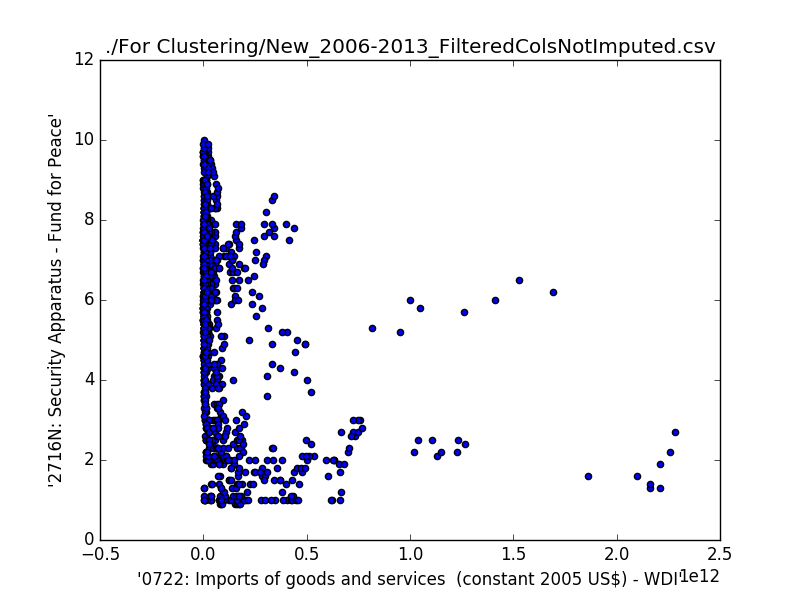 ./For Clustering/New_2006-2013_FilteredColsNotImputed.csv
12
10
8
6
4
2
0
'2716N: Security Apparatus - Fund for Peace'
−0.5 0.0 0.5 1.0 1.5 2.0 2.5
1e12
'0722: Imports of goods and services (constant 2005 US$) - WDI'